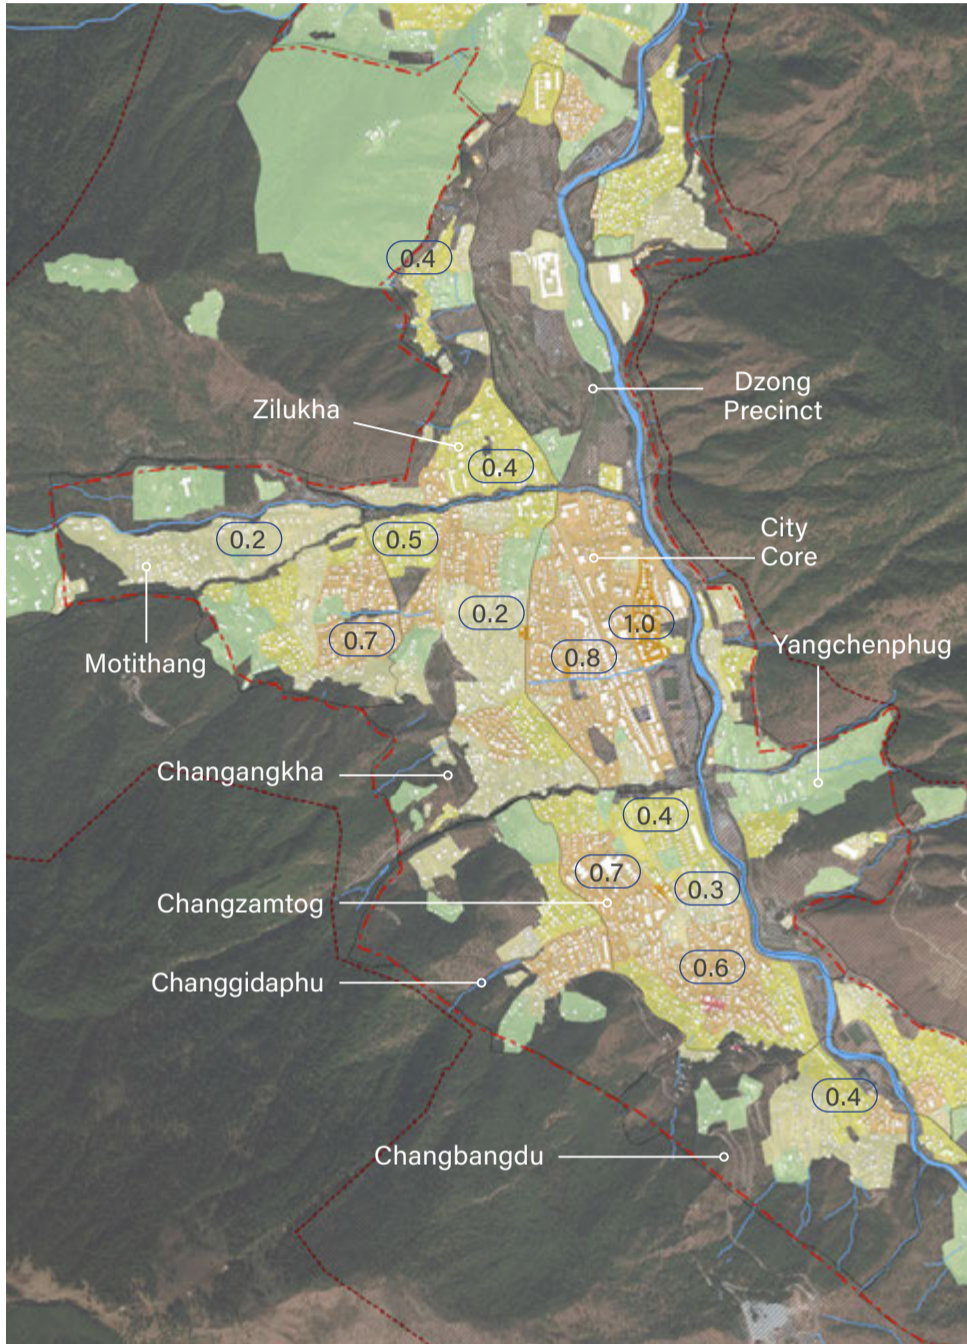 0.4
Dzong
Precinct
Zilukha
0.4
City
Core
0.2
0.5
0.2
1.0
0.7
0.8
Yangchenphug
Motithang
Changangkha
0.4
0.7
0.3
Changzamtog
0.6
Changgidaphu
0.4
Changbangdu